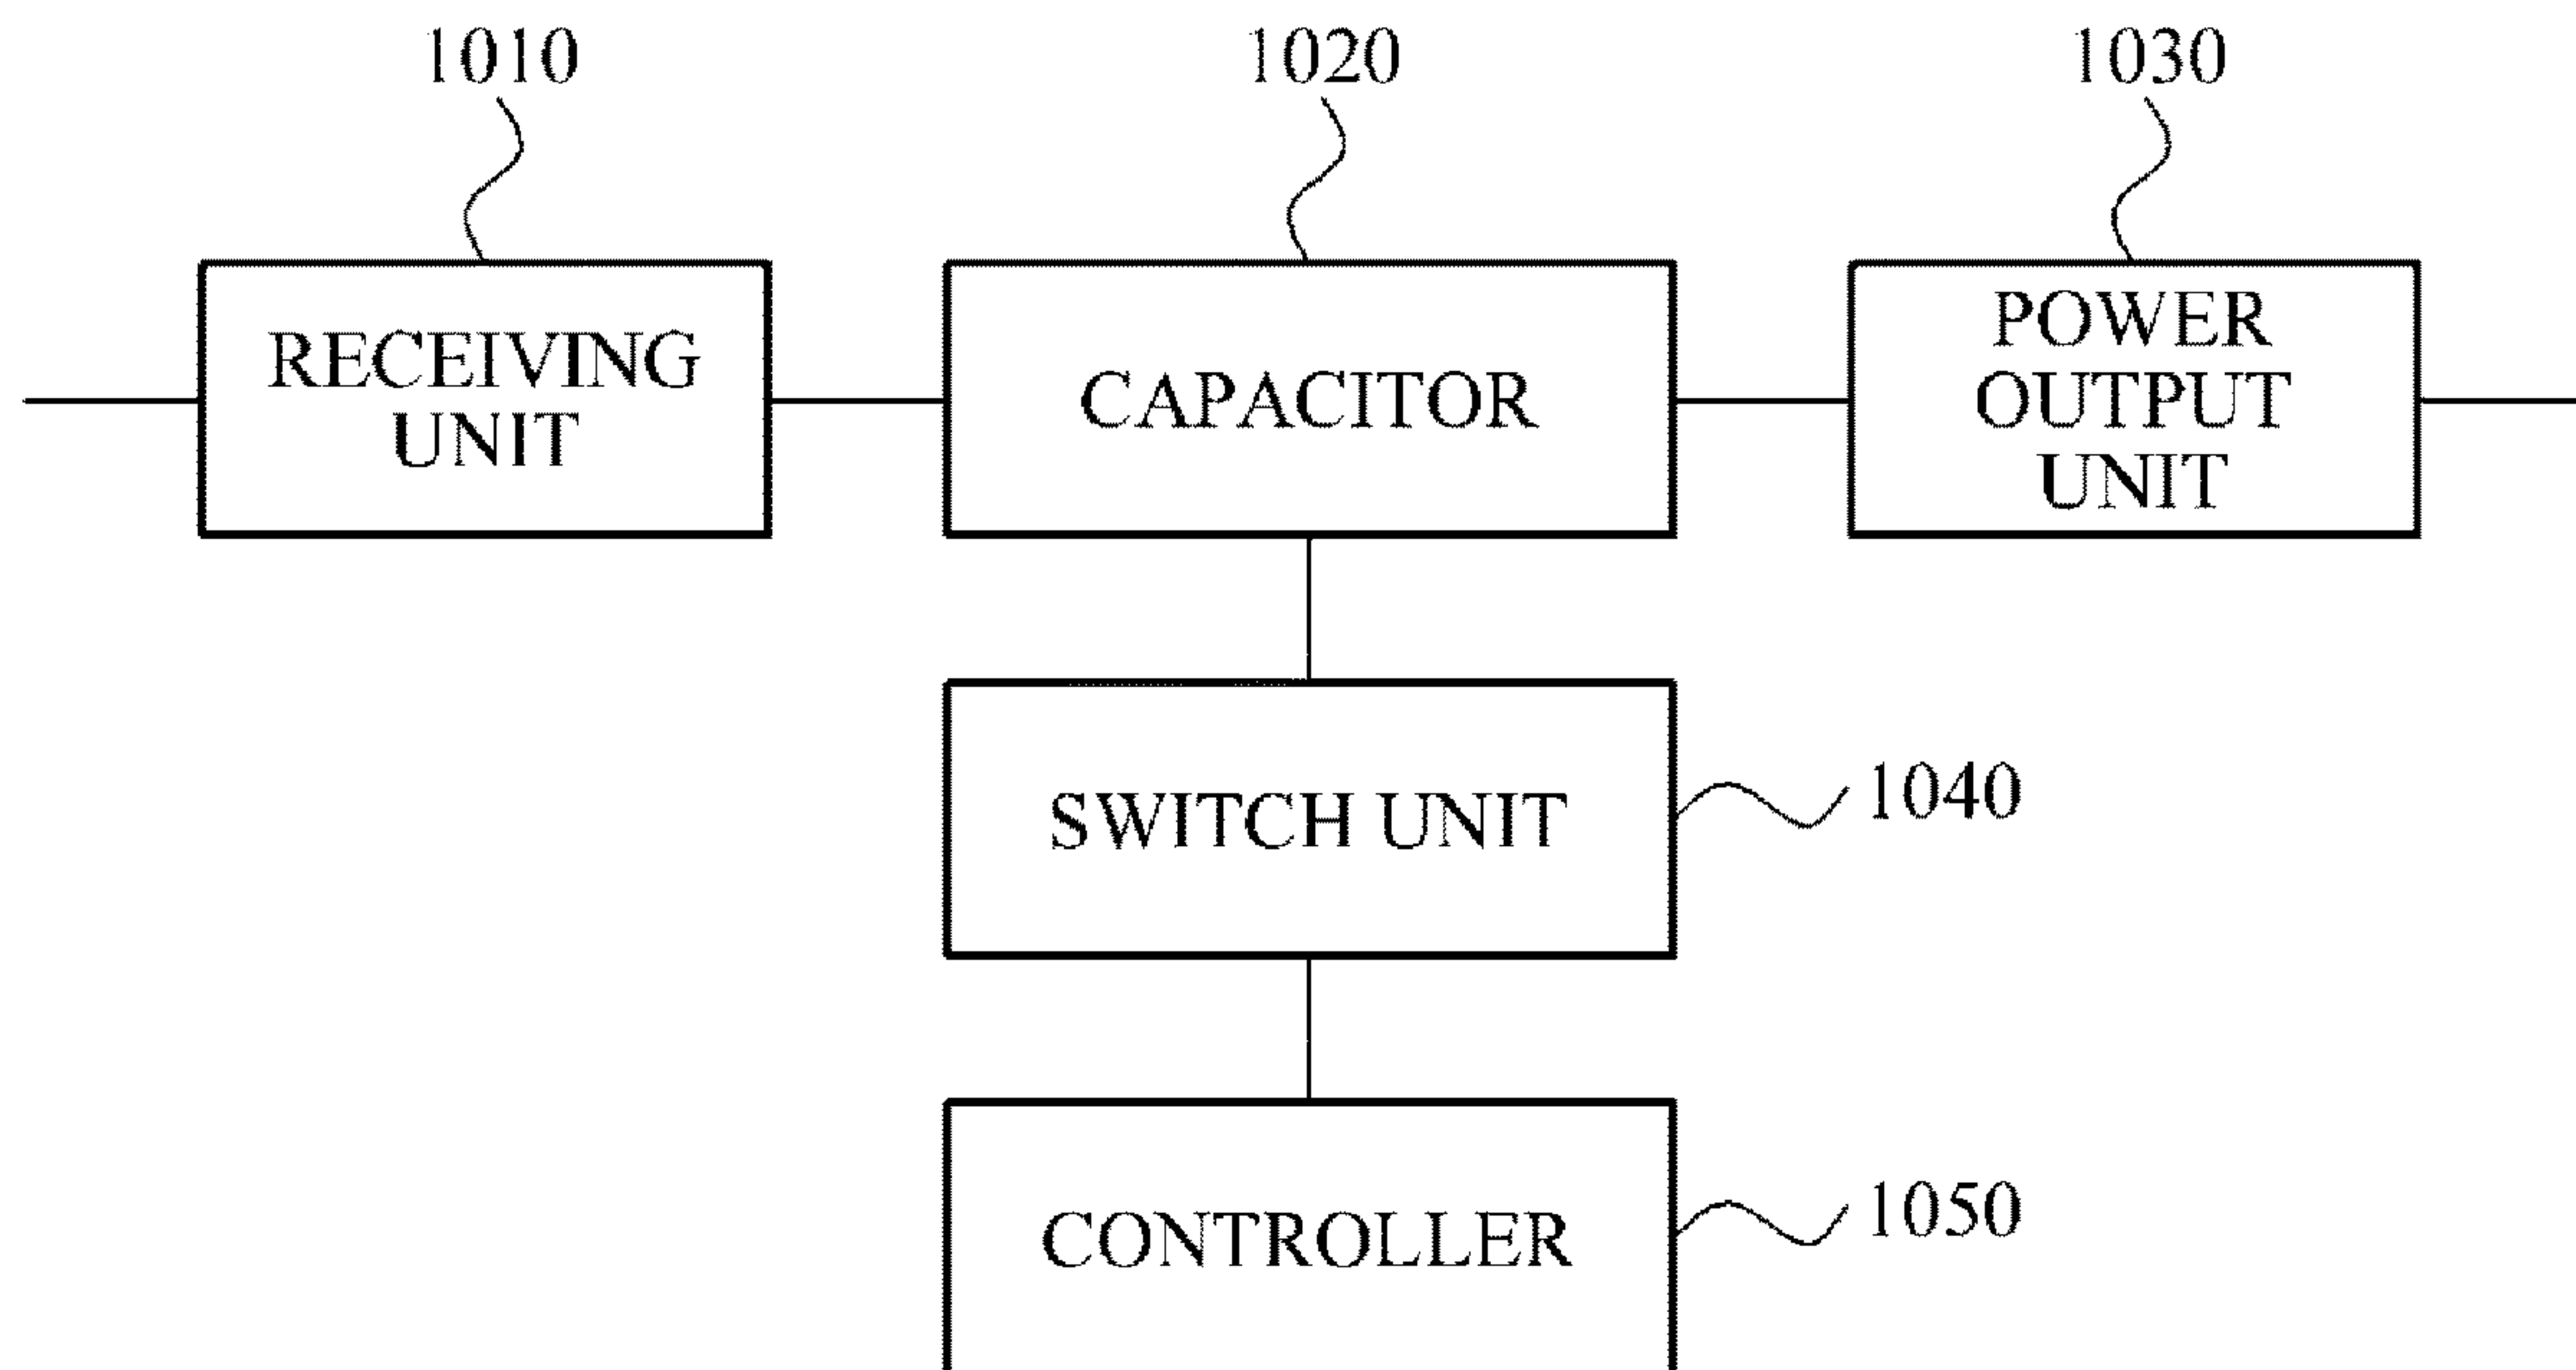 1010
1020
1030
RECEIVING
UNIT
CAPACITOR
POWER
OUTPUT
UNIT
SWITCH UNIT
1040
CONTROLLER
1050